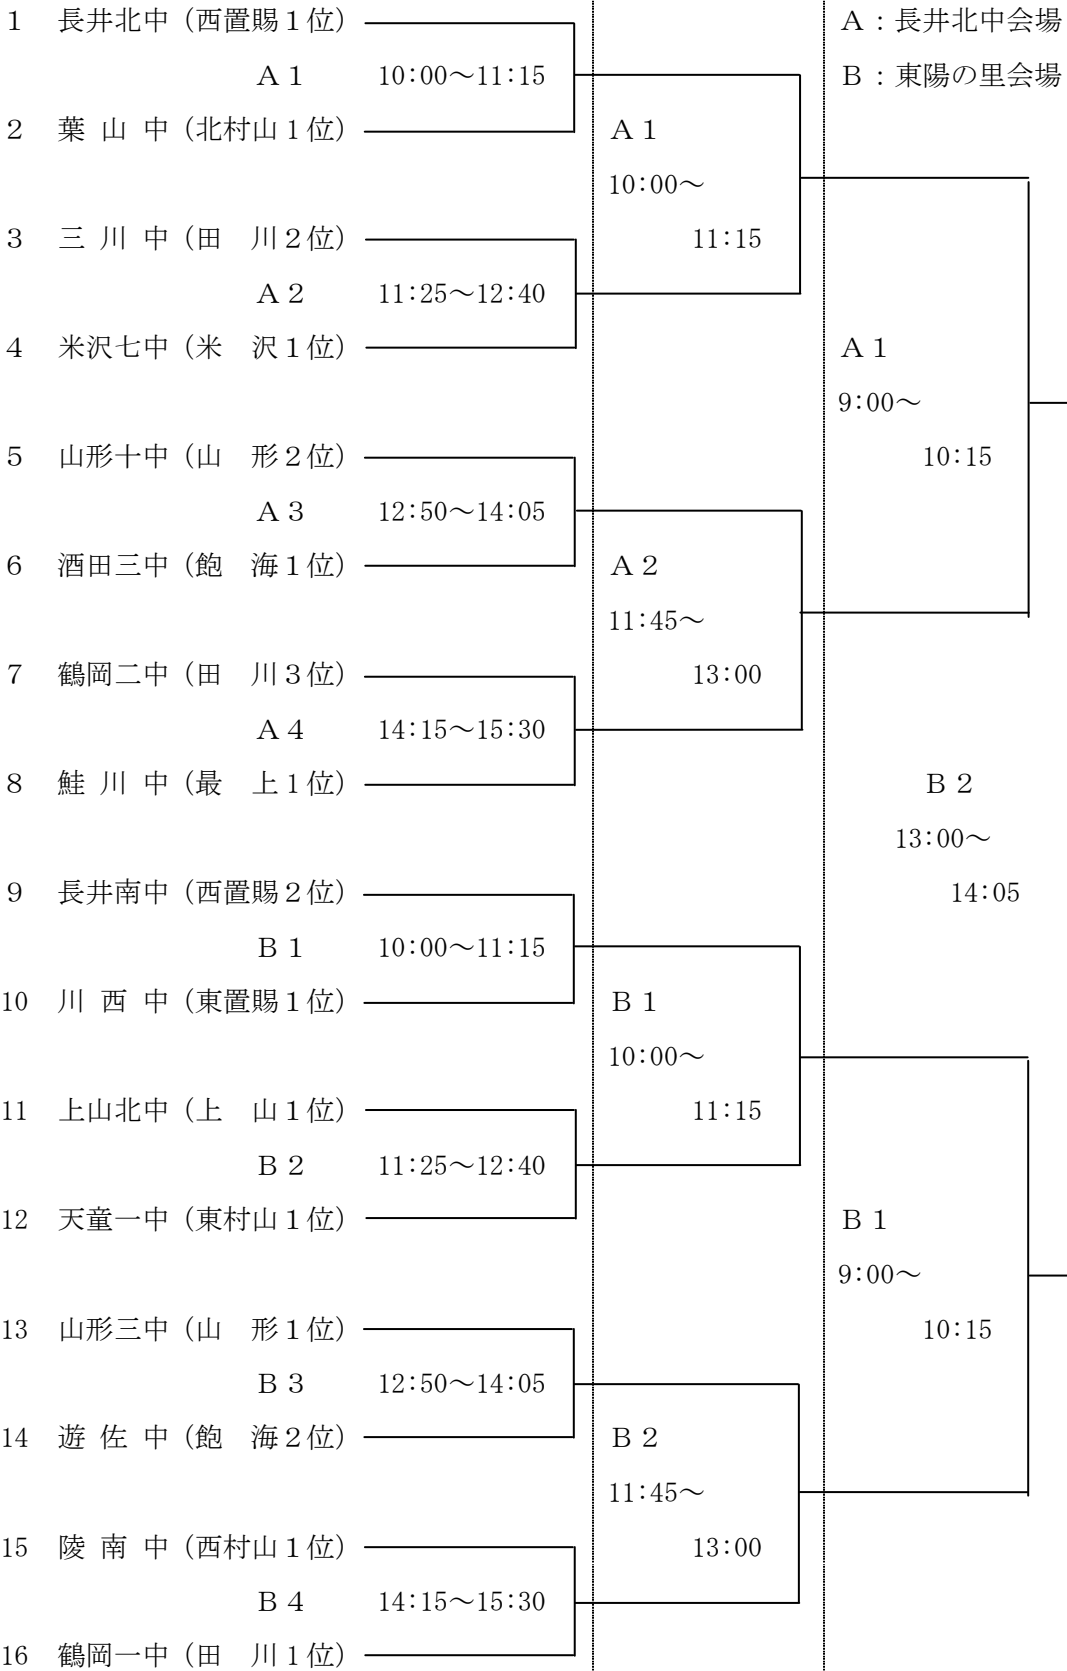 1　長井北中（西置賜１位）　Ａ：長井北中会場
Ａ１　10:00～11:15　Ｂ：東陽の里会場
2　葉 山 中（北村山１位）　Ａ１
10:00～
3　三 川 中（田　川２位）　11:15
Ａ２　11:25～12:40
4　米沢七中（米　沢１位）　Ａ１
9:00～
5　山形十中（山　形２位）　10:15
Ａ３　12:50～14:05
6　酒田三中（飽　海１位）　Ａ２
11:45～
7　鶴岡二中（田　川３位）　13:00
Ａ４　14:15～15:30
8　鮭 川 中（最　上１位）　Ｂ２
13:00～
9　長井南中（西置賜２位）　14:05
Ｂ１　10:00～11:15
10　川 西 中（東置賜１位）　Ｂ１
10:00～
11　上山北中（上　山１位）　11:15
Ｂ２　11:25～12:40
12　天童一中（東村山１位）　Ｂ１
9:00～
13　山形三中（山　形１位）　10:15
Ｂ３　12:50～14:05
14　遊 佐 中（飽　海２位）　Ｂ２
11:45～
15　陵 南 中（西村山１位）　13:00
Ｂ４　14:15～15:30
16　鶴岡一中（田　川１位）